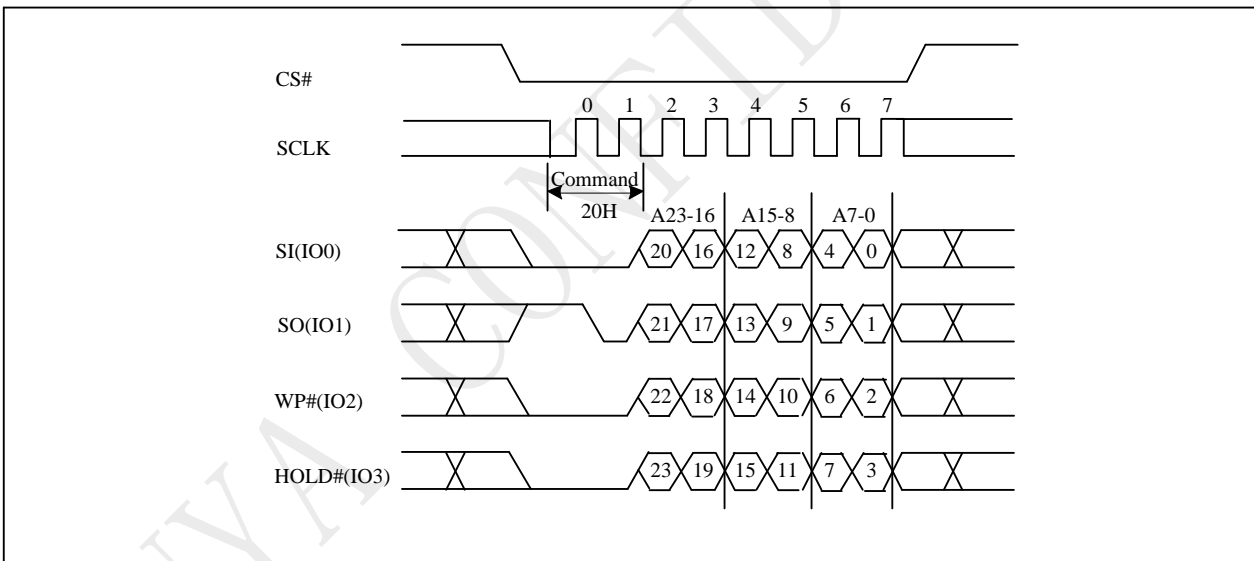 CS#
0 1 2 3 4 5 6 7
SCLK
Command
20H
A23-16 A15-8 A7-0
SI(IO0) 20 16 12 8 4 0
SO(IO1) 21 17 13 9 5 1
WP#(IO2) 22 18 14 10 6 2
HOLD#(IO3) 23 19 15 11 7 3